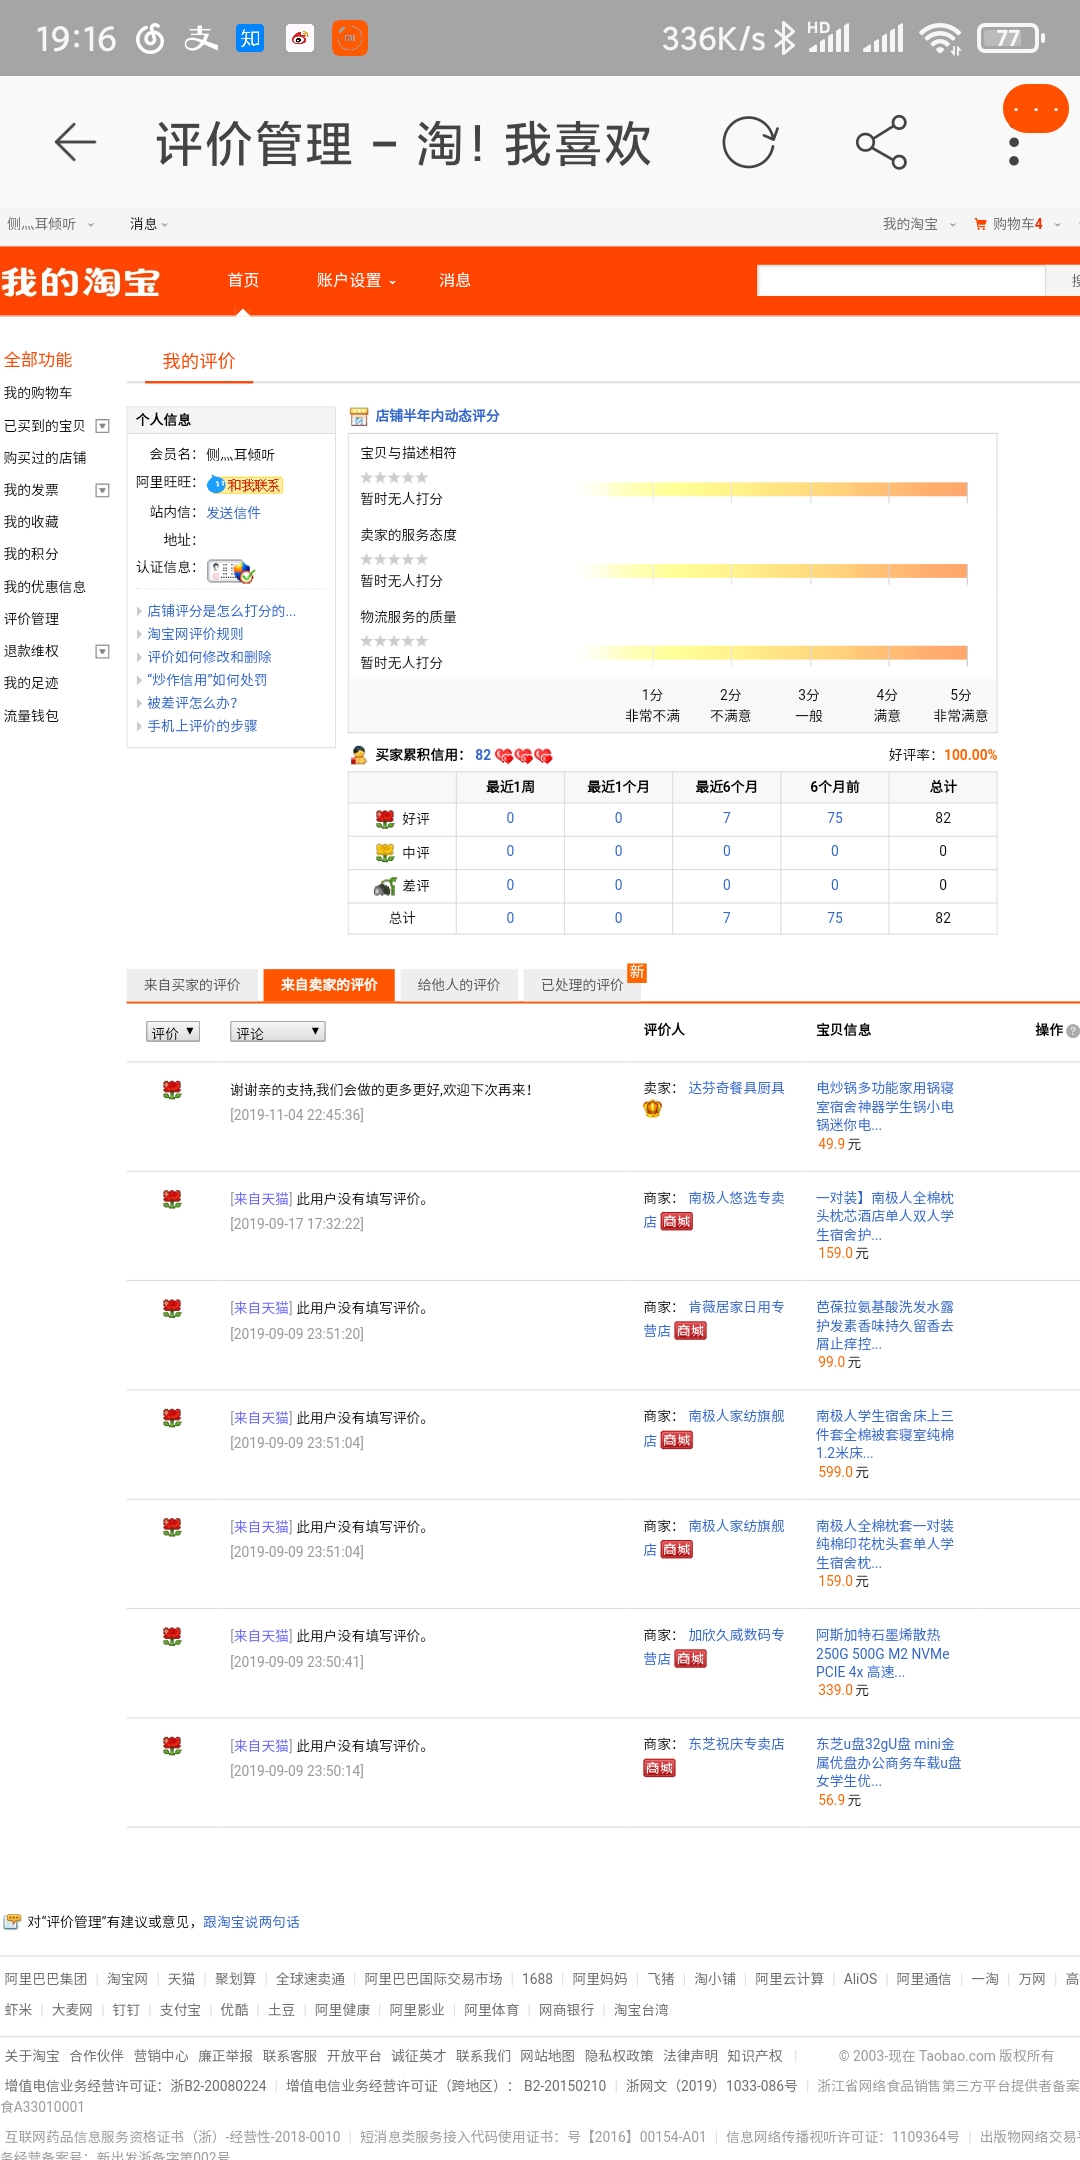 19:16 支 知 336K/s HD 77
评价管理 - 淘! 我喜欢
侧灬耳倾听 消息 我的淘宝 购物车4
我的淘宝 首页 账户设置 消息
全部功能
我的购物车
已买到的宝贝
购买过的店铺
我的发票
我的收藏
我的积分
我的优惠信息
评价管理
退款维权
我的足迹
流量钱包
我的评价
个人信息
会员名：侧灬耳倾听
阿里旺旺：和我联系
站内信：发送信件
地址：
认证信息：
店铺评分是怎么打分的...
淘宝网评价规则
评价如何修改和删除
“炒作信用”如何处罚
被差评怎么办？
手机上评价的步骤
店铺半年内动态评分
宝贝与描述相符
暂时无人打分
卖家的服务态度
暂时无人打分
物流服务的质量
暂时无人打分
1分 2分 3分 4分 5分
非常不满 不满意 一般 满意 非常满意
买家累积信用：82 好评率：100.00%
最近1周 最近1个月 最近6个月 6个月前 总计
好评 0 0 7 75 82
中评 0 0 0 0 0
差评 0 0 0 0 0
总计 0 0 7 75 82
来自买家的评价 来自卖家的评价 给他人的评价 已处理的评价 新
评价 评论 评价人 宝贝信息 操作
谢谢亲的支持,我们会做的更多更好,欢迎下次再来！
[2019-11-04 22:45:36]
卖家：达芬奇餐具厨具
电炒锅多功能家用锅寝
室宿舍神器学生锅小电
锅迷你电...
49.9元
[来自天猫] 此用户没有填写评价。
[2019-09-17 17:32:22]
商家：南极人悠选专卖
店 商城
一对装】南极人全棉枕
头枕芯酒店单人双人学
生宿舍护...
159.0元
[来自天猫] 此用户没有填写评价。
[2019-09-09 23:51:20]
商家：肯薇居家日用专
营店 商城
芭葆拉氨基酸洗发水露
护发素香味持久留香去
屑止痒控...
99.0元
[来自天猫] 此用户没有填写评价。
[2019-09-09 23:51:04]
商家：南极人家纺旗舰
店 商城
南极人学生宿舍床上三
件套全棉被套寝室纯棉
1.2米床...
599.0元
[来自天猫] 此用户没有填写评价。
[2019-09-09 23:51:04]
商家：南极人家纺旗舰
店 商城
南极人全棉枕套一对装
纯棉印花枕头套单人学
生宿舍枕...
159.0元
[来自天猫] 此用户没有填写评价。
[2019-09-09 23:50:41]
商家：加欣久威数码专
营店 商城
阿斯加特石墨烯散热
250G 500G M2 NVMe
PCIE 4x 高速...
339.0元
[来自天猫] 此用户没有填写评价。
[2019-09-09 23:50:14]
商家：东芝祝庆专卖店
商城
东芝u盘32gU盘 mini金
属优盘办公商务车载u盘
女学生优...
56.9元
对“评价管理”有建议或意见，跟淘宝说两句话
阿里巴巴集团 | 淘宝网 | 天猫 | 聚划算 | 全球速卖通 | 阿里巴巴国际交易市场 | 1688 | 阿里妈妈 | 飞猪 | 淘小铺 | 阿里云计算 | AliOS | 阿里通信 | 一淘 | 万网 | 高
虾米 | 大麦网 | 钉钉 | 支付宝 | 优酷 | 土豆 | 阿里健康 | 阿里影业 | 阿里体育 | 网商银行 | 淘宝台湾
关于淘宝 合作伙伴 营销中心 廉正举报 联系客服 开放平台 诚征英才 联系我们 网站地图 隐私权政策 法律声明 知识产权 | © 2003-现在 Taobao.com 版权所有
增值电信业务经营许可证：浙B2-20080224 | 增值电信业务经营许可证（跨地区）： B2-20150210 | 浙网文（2019）1033-086号 | 浙江省网络食品销售第三方平台提供者备案
食A33010001
互联网药品信息服务资格证书（浙）-经营性-2018-0010 | 短消息类服务接入代码使用证书：号【2016】00154-A01 | 信息网络传播视听许可证：1109364号 | 出版物网络交易
务经营备案号：新出发浙备字第002号